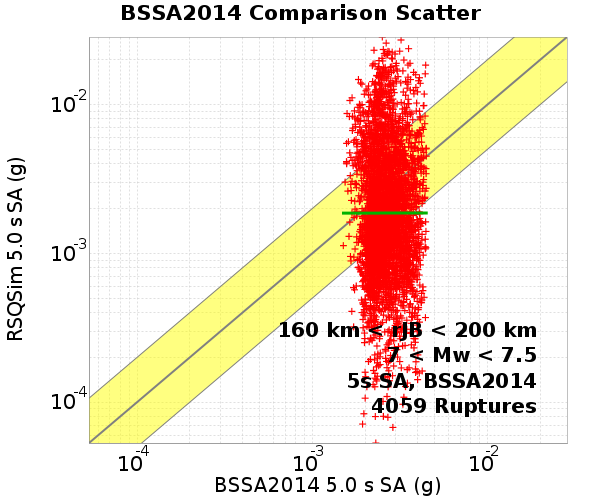 BSSA2014 Comparison Scatter
RSQSim 5.0 s SA (g)
10-2
10-3
10-4
160 km < rJB < 200 km
7 < Mw < 7.5
5s SA, BSSA2014
4059 Ruptures
10-4 10-3 10-2
BSSA2014 5.0 s SA (g)